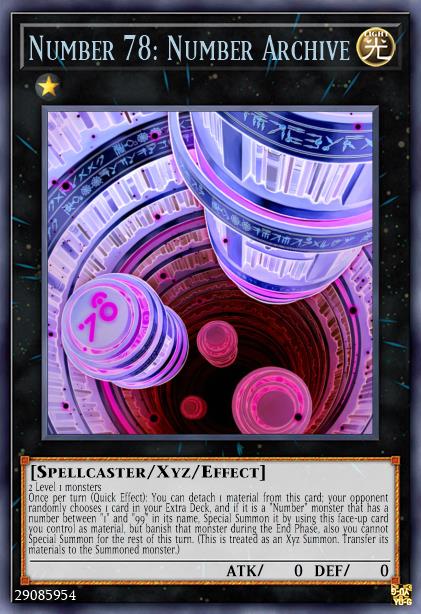 NUMBER 78: NUMBER ARCHIVE
LIGHT
光
78
[SPELLCASTER/XYZ/EFFECT]
2 Level 1 monsters
Once per turn (Quick Effect): You can detach 1 material from this card; your opponent
randomly chooses 1 card in your Extra Deck, and if it is a "Number" monster that has a
number between "1" and "99" in its name, Special Summon it by using this face-up card
you control as material, but banish that monster during the End Phase, also you cannot
Special Summon for the rest of this turn. (This is treated as an Xyz Summon. Transfer its
materials to the Summoned monster.)
ATK/ 0 DEF/ 0
29085954